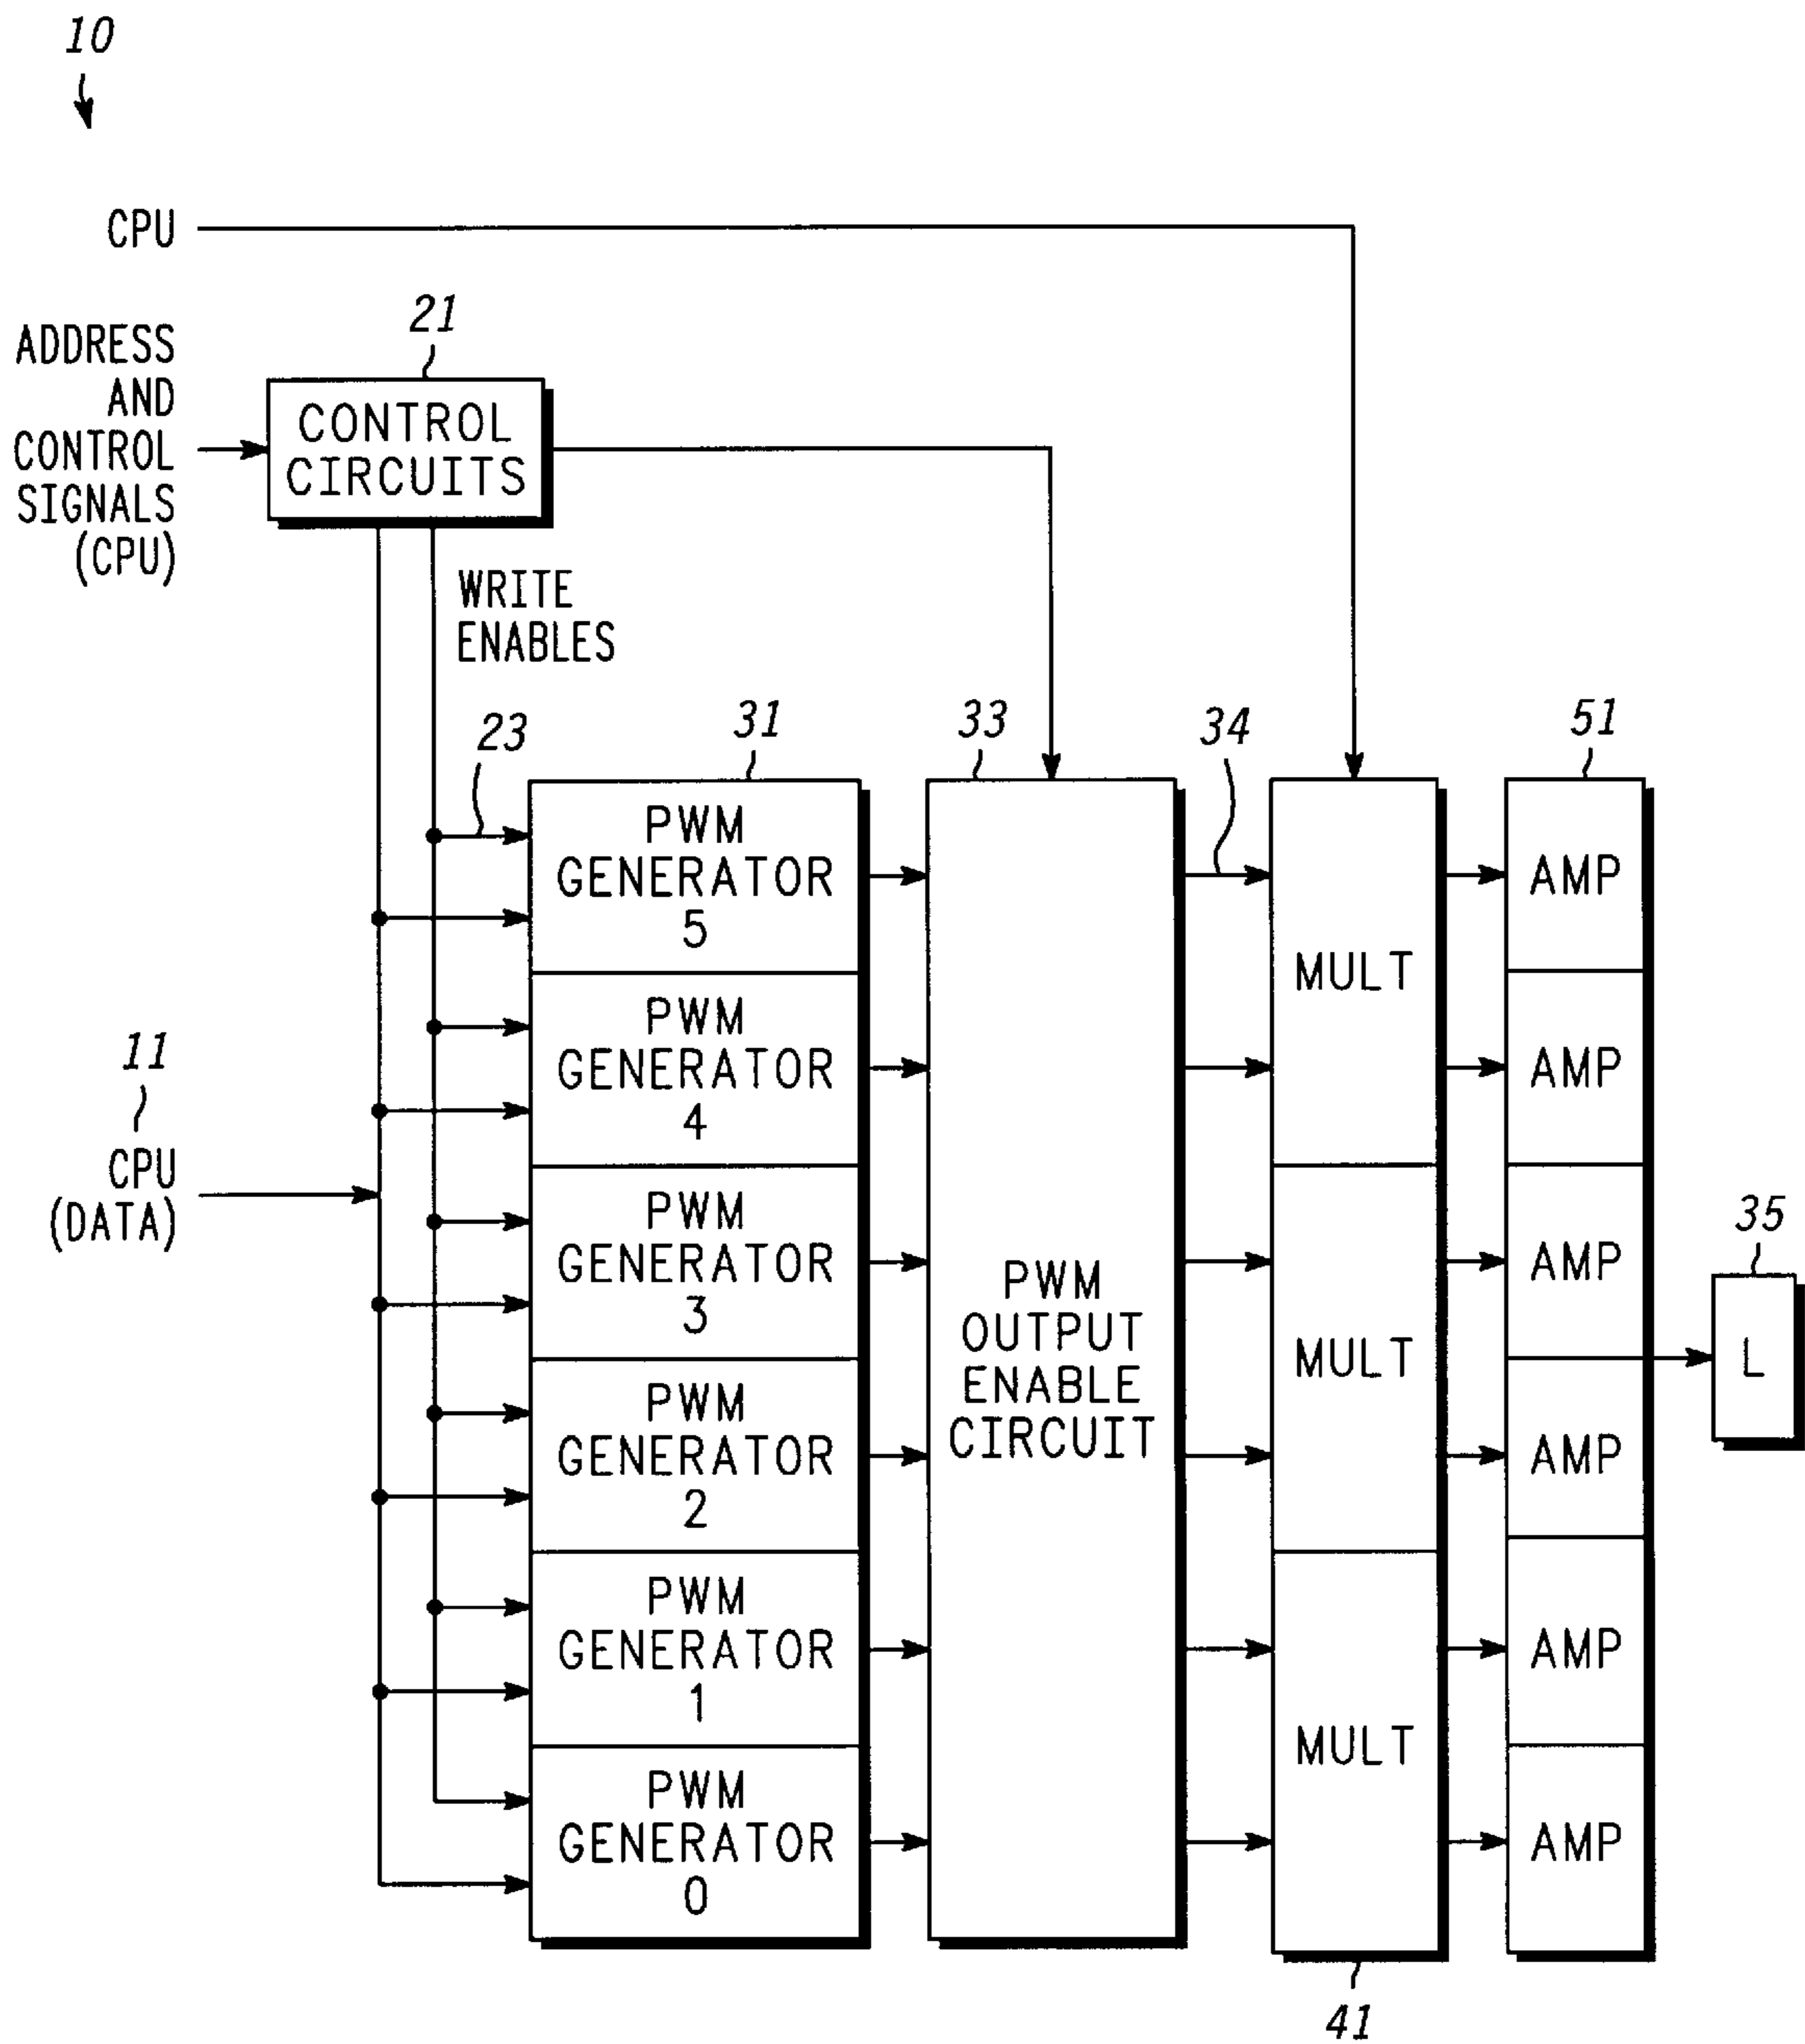 10
CPU
ADDRESS
AND
CONTROL
SIGNALS
(CPU)
21
CONTROL
CIRCUITS
WRITE
ENABLES
23
31
33
34
51
11
CPU
(DATA)
PWM
GENERATOR
5
PWM
GENERATOR
4
PWM
GENERATOR
3
PWM
GENERATOR
2
PWM
GENERATOR
1
PWM
GENERATOR
0
PWM
OUTPUT
ENABLE
CIRCUIT
MULT
MULT
MULT
41
AMP
AMP
AMP
AMP
AMP
AMP
35
L